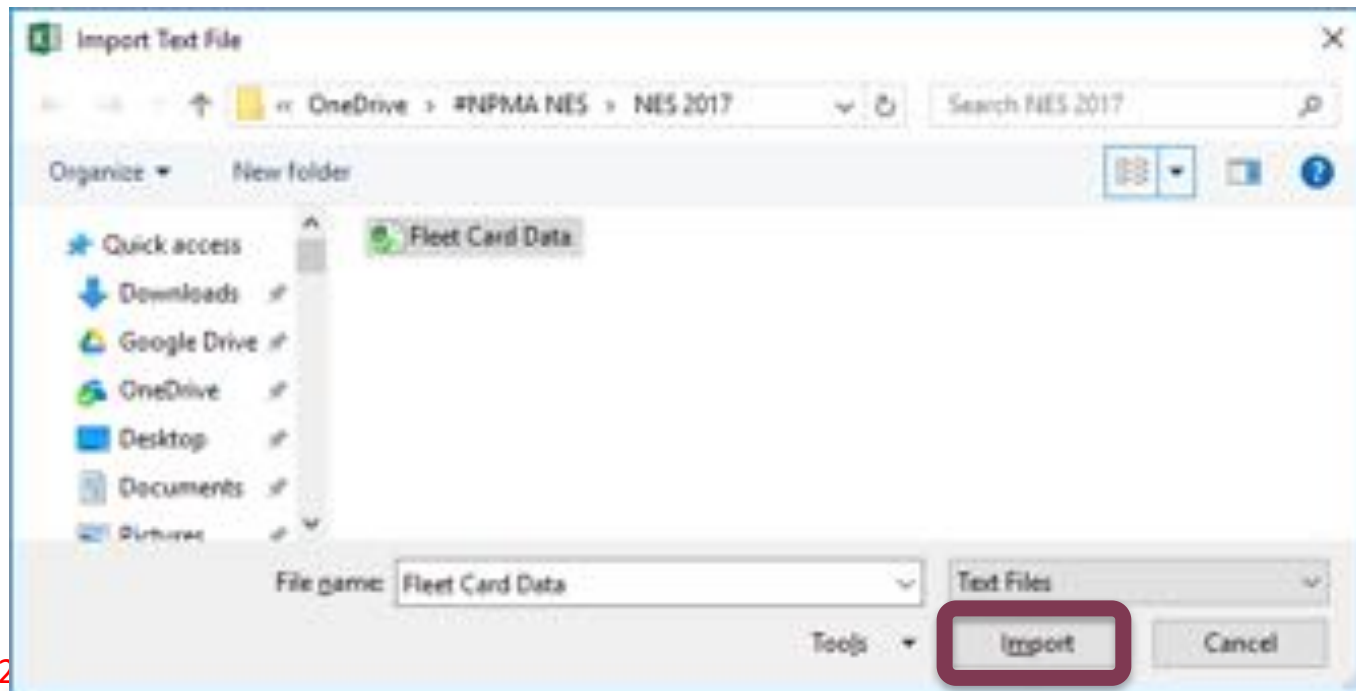 Import Text File
« OneDrive › #NPMA NES › NES 2017
Search NES 2017
Organize
New folder
Quick access
Fleet Card Data
Downloads
Google Drive
OneDrive
Desktop
Documents
Pictures
File name: Fleet Card Data
Text Files
Tools
Import
Cancel
2